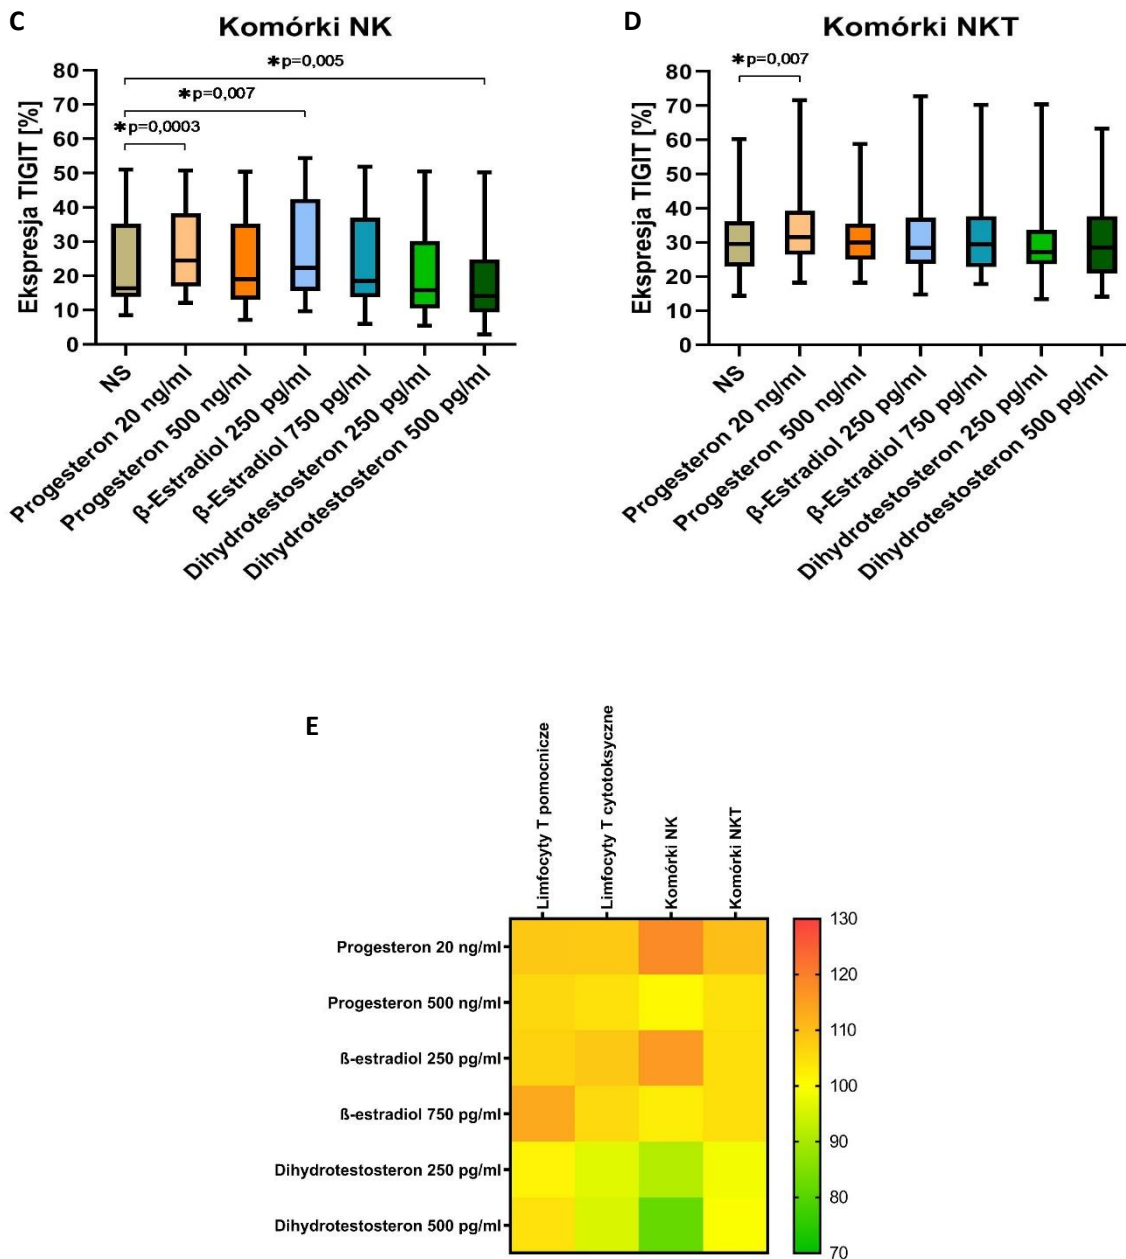 C
Komórki NK
Ekspresja TIGIT [%]
80
70
60
50
40
30
20
10
0
*p=0,005
*p=0,007
*p=0,0003
NS
Progesteron 20 ng/ml
Progesteron 500 ng/ml
β-Estradiol 250 pg/ml
β-Estradiol 750 pg/ml
Dihydrotestosteron 250 pg/ml
Dihydrotestosteron 500 pg/ml
D
Komórki NKT
Ekspresja TIGIT [%]
80
70
60
50
40
30
20
10
0
*p=0,007
NS
Progesteron 20 ng/ml
Progesteron 500 ng/ml
β-Estradiol 250 pg/ml
β-Estradiol 750 pg/ml
Dihydrotestosteron 250 pg/ml
Dihydrotestosteron 500 pg/ml
E
Limfocyty T pomocnicze
Limfocyty T cytotoksyczne
Komórki NK
Komórki NKT
Progesteron 20 ng/ml
Progesteron 500 ng/ml
ß-estradiol 250 pg/ml
ß-estradiol 750 pg/ml
Dihydrotestosteron 250 pg/ml
Dihydrotestosteron 500 pg/ml
130
120
110
100
90
80
70